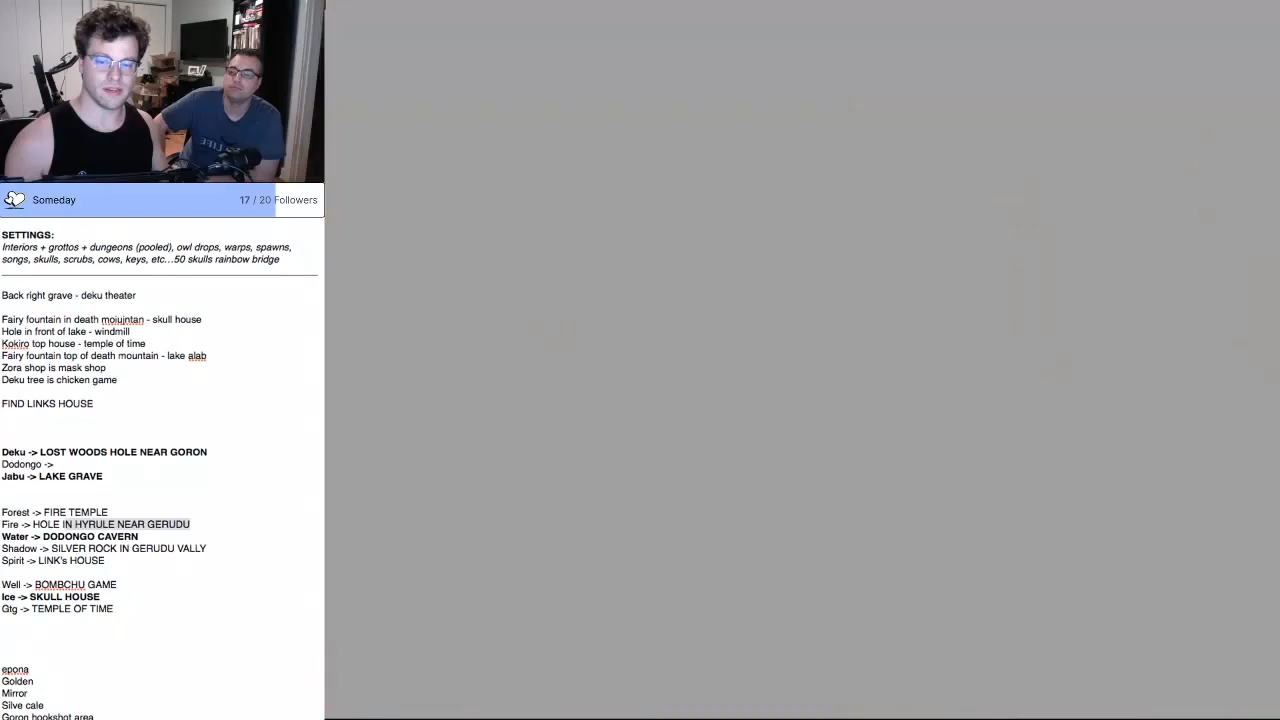 Someday
17 / 20 Followers
SETTINGS:
Interiors + grottos + dungeons (pooled), owl drops, warps, spawns,
songs, skulls, scrubs, cows, keys, etc...50 skulls rainbow bridge
Back right grave - deku theater
Fairy fountain in death moiujntan - skull house
Hole in front of lake - windmill
Kokiro top house - temple of time
Fairy fountain top of death mountain - lake alab
Zora shop is mask shop
Deku tree is chicken game
FIND LINKS HOUSE
Deku -> LOST WOODS HOLE NEAR GORON
Dodongo ->
Jabu -> LAKE GRAVE
Forest -> FIRE TEMPLE
Fire -> HOLE IN HYRULE NEAR GERUDU
Water -> DODONGO CAVERN
Shadow -> SILVER ROCK IN GERUDU VALLY
Spirit -> LINK's HOUSE
Well -> BOMBCHU GAME
Ice -> SKULL HOUSE
Gtg -> TEMPLE OF TIME
epona
Golden
Mirror
Silve cale
Goron hookshot area